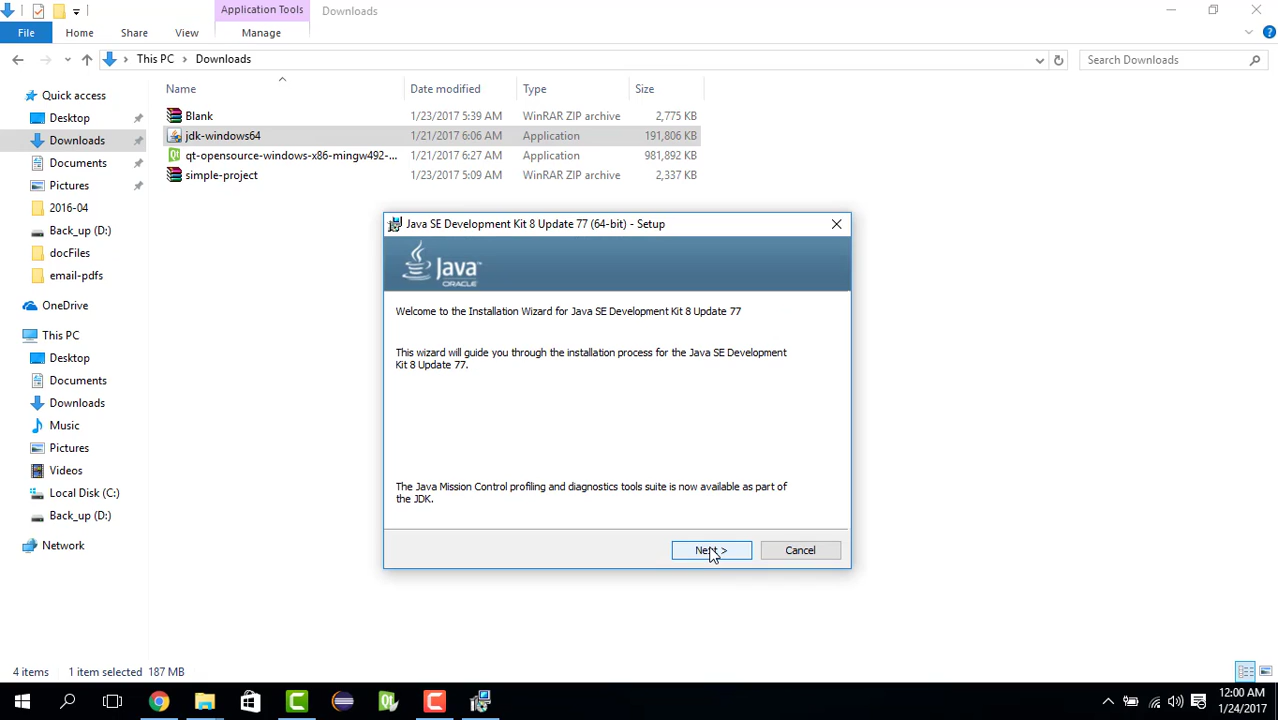 Application Tools
Downloads
File
Home
Share
View
Manage
This PC
Downloads
Search Downloads
Name
Date modified
Type
Size
Blank
1/23/2017 5:39 AM
WinRAR ZIP archive
2,775 KB
jdk-windows64
1/21/2017 6:06 AM
Application
191,806 KB
qt-opensource-windows-x86-mingw492-...
1/21/2017 6:27 AM
Application
981,892 KB
simple-project
1/23/2017 5:09 AM
WinRAR ZIP archive
2,337 KB
Quick access
Desktop
Downloads
Documents
Pictures
2016-04
Back_up (D:)
docFiles
email-pdfs
OneDrive
This PC
Desktop
Documents
Downloads
Music
Pictures
Videos
Local Disk (C:)
Back_up (D:)
Network
Java SE Development Kit 8 Update 77 (64-bit) - Setup
Java
ORACLE
Welcome to the Installation Wizard for Java SE Development Kit 8 Update 77
This wizard will guide you through the installation process for the Java SE Development
Kit 8 Update 77.
The Java Mission Control profiling and diagnostics tools suite is now available as part of
the JDK.
Next >
Cancel
4 items
1 item selected 187 MB
12:00 AM
1/24/2017